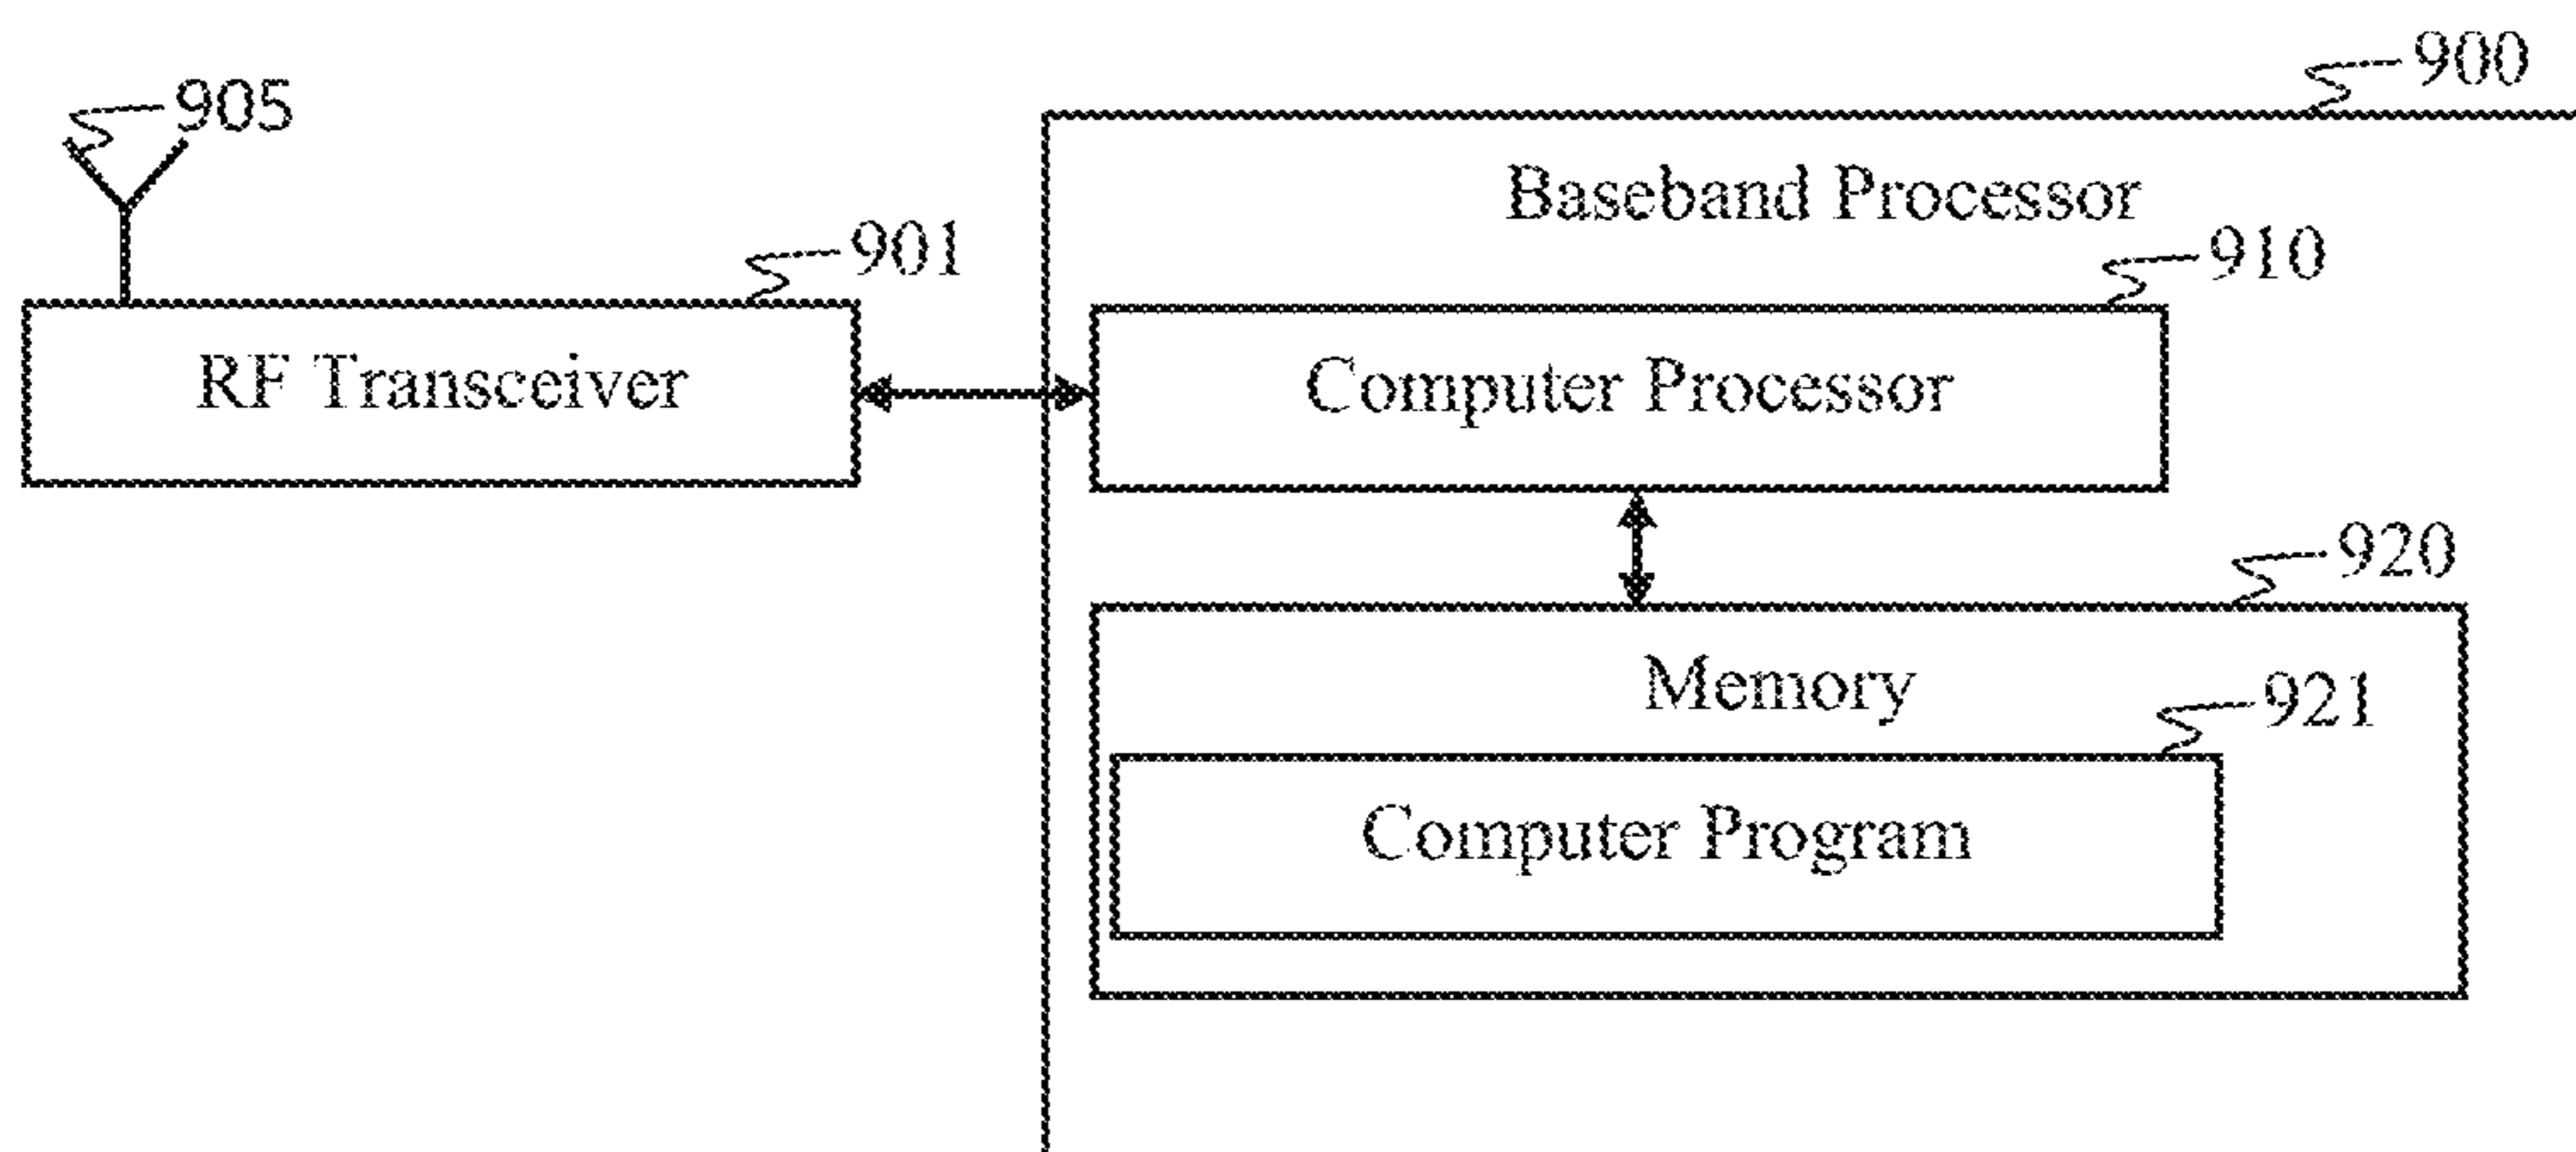 900
905
Baseband Processor
901
910
RF Transceiver
Computer Processor
920
Memory
921
Computer Program